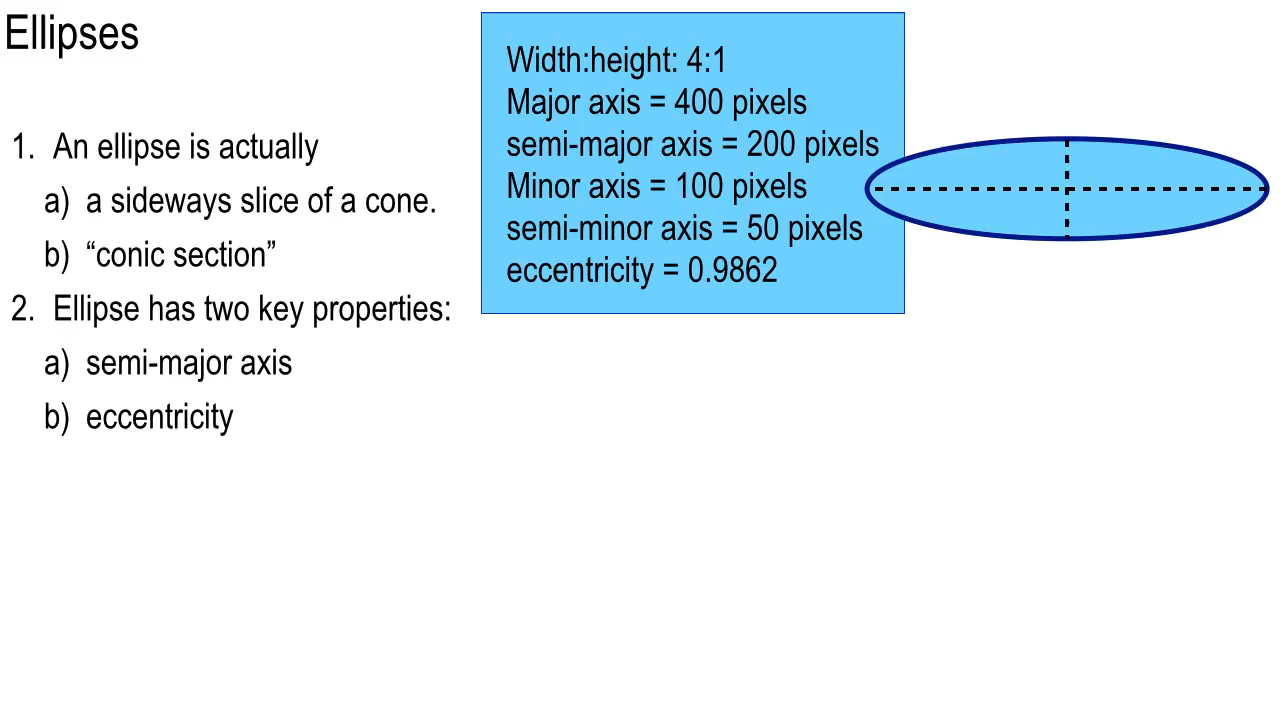 Ellipses
1. An ellipse is actually
a) a sideways slice of a cone.
b) “conic section”
2. Ellipse has two key properties:
a) semi-major axis
b) eccentricity
Width:height: 4:1
Major axis = 400 pixels
semi-major axis = 200 pixels
Minor axis = 100 pixels
semi-minor axis = 50 pixels
eccentricity = 0.9862